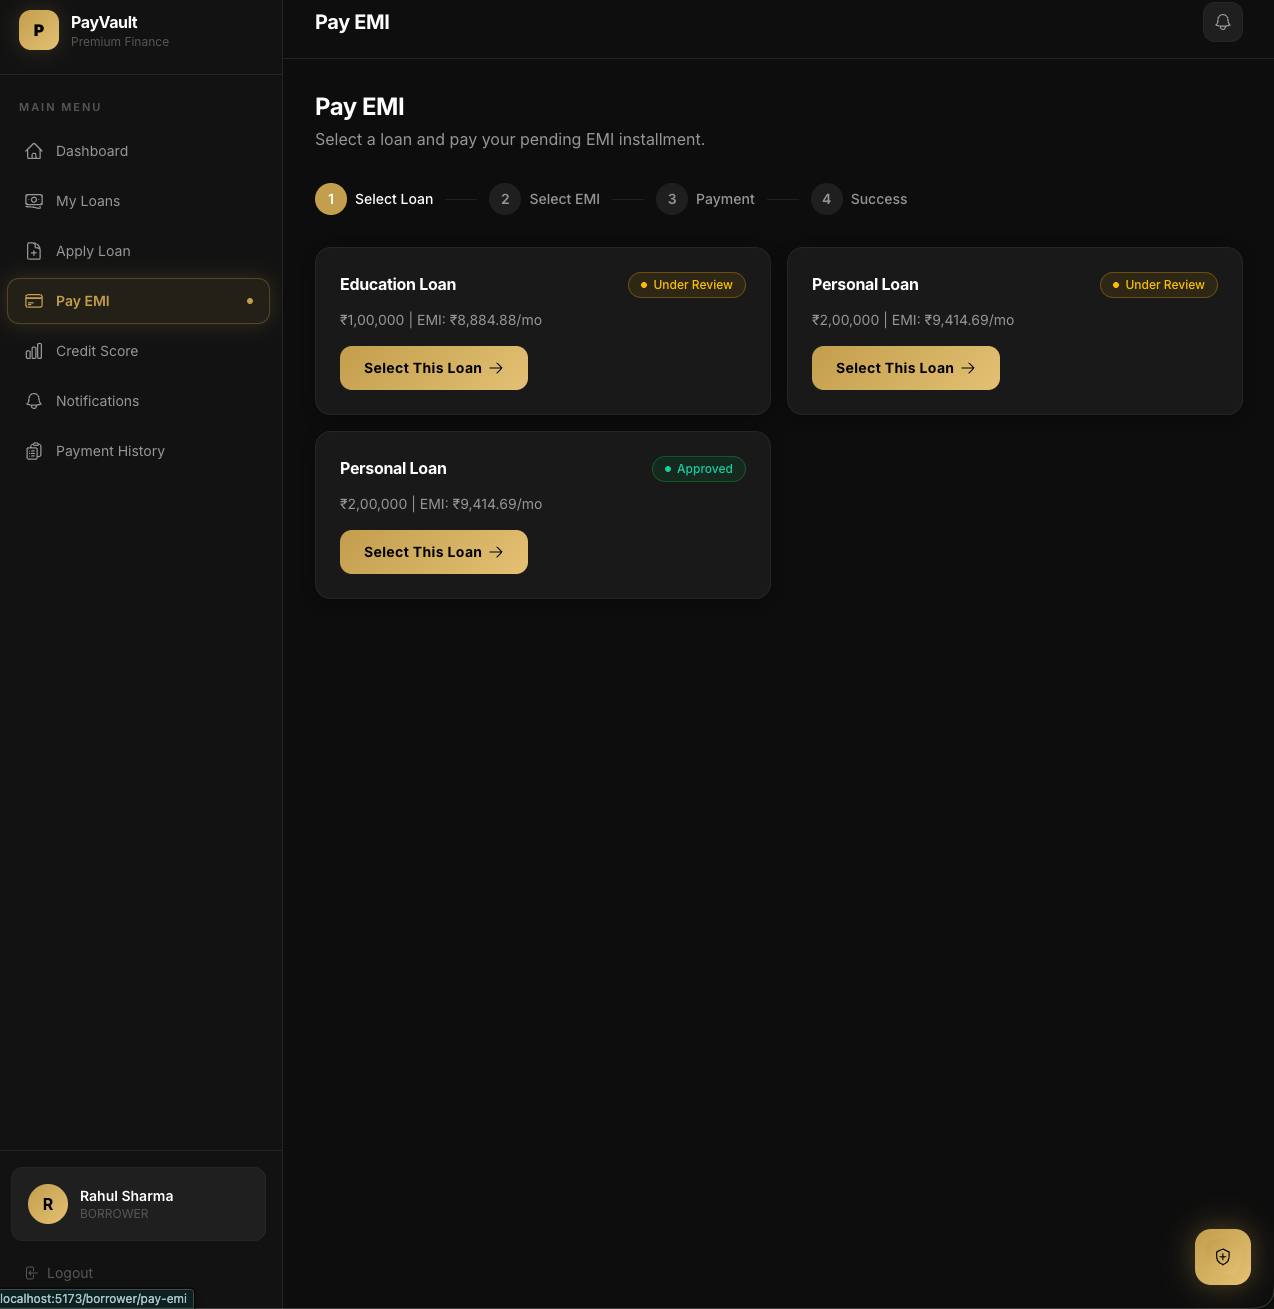 P
PayVault
Premium Finance
MAIN MENU
Dashboard
My Loans
Apply Loan
Pay EMI
Credit Score
Notifications
Payment History
R
Rahul Sharma
BORROWER
Logout
localhost:5173/borrower/pay-emi
Pay EMI
Pay EMI
Select a loan and pay your pending EMI installment.
1 Select Loan 2 Select EMI 3 Payment 4 Success
Education Loan
Under Review
₹1,00,000 | EMI: ₹8,884.88/mo
Select This Loan →
Personal Loan
Under Review
₹2,00,000 | EMI: ₹9,414.69/mo
Select This Loan →
Personal Loan
Approved
₹2,00,000 | EMI: ₹9,414.69/mo
Select This Loan →